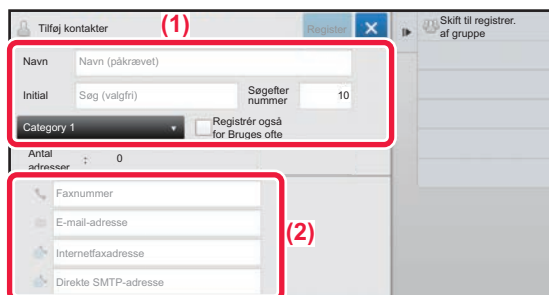 Tilføj kontakter
(1)
Register
Skift til registrer.
af gruppe
Navn
Navn (påkrævet)
Initial
Søg (valgfri)
Søgefter
nummer
10
Category 1
Registrér også
for Bruges ofte
Antal
adresser
:
0
Faxnummer
E-mail-adresse
(2)
Internetfaxadresse
Direkte SMTP-adresse